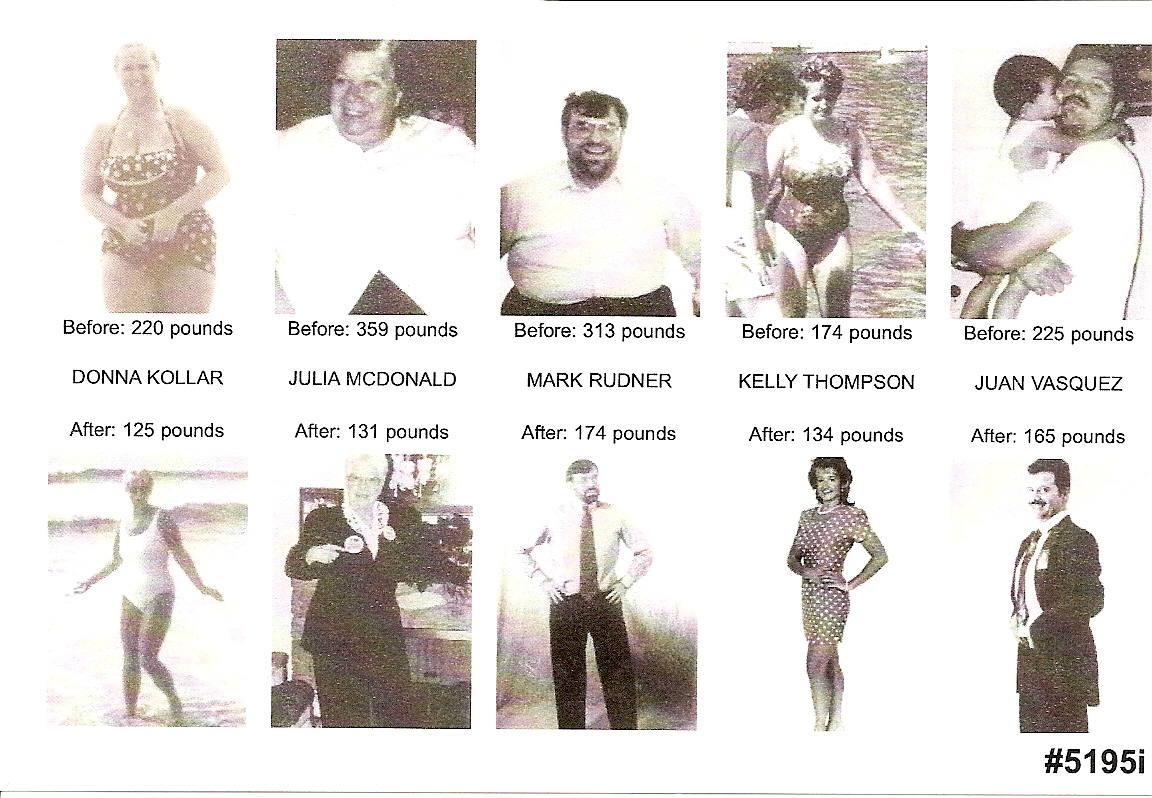 Before: 220 pounds
Before: 359 pounds
Before: 313 pounds
Before: 174 pounds
Before: 225 pounds
DONNA KOLLAR
JULIA MCDONALD
MARK RUDNER
KELLY THOMPSON
JUAN VASQUEZ
After: 125 pounds
After: 131 pounds
After: 174 pounds
After: 134 pounds
After: 165 pounds
#5195i